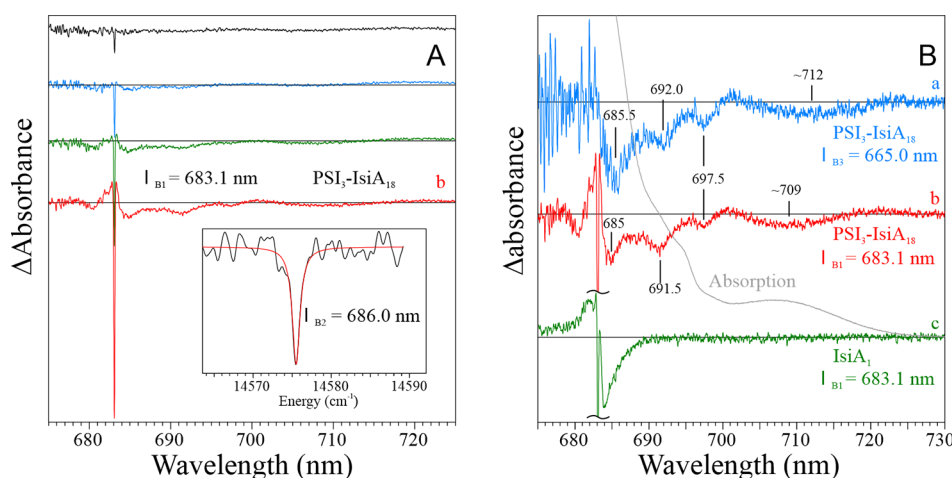 A
I B1 = 683.1 nm
PSI3-IsiA18
b
I B2 = 686.0 nm
14570
14580
14590
Energy (cm-1)
680
690
700
710
720
Wavelength (nm)
ΔAbsorbance
B
a
~712
692.0
685.5
PSI3-IsiA18
I B3 = 665.0 nm
697.5
b
~709
685
PSI3-IsiA18
I B1 = 683.1 nm
691.5
Absorption
c
IsiA1
I B1 = 683.1 nm
680
690
700
710
720
730
Wavelength (nm)
Δabsorbance